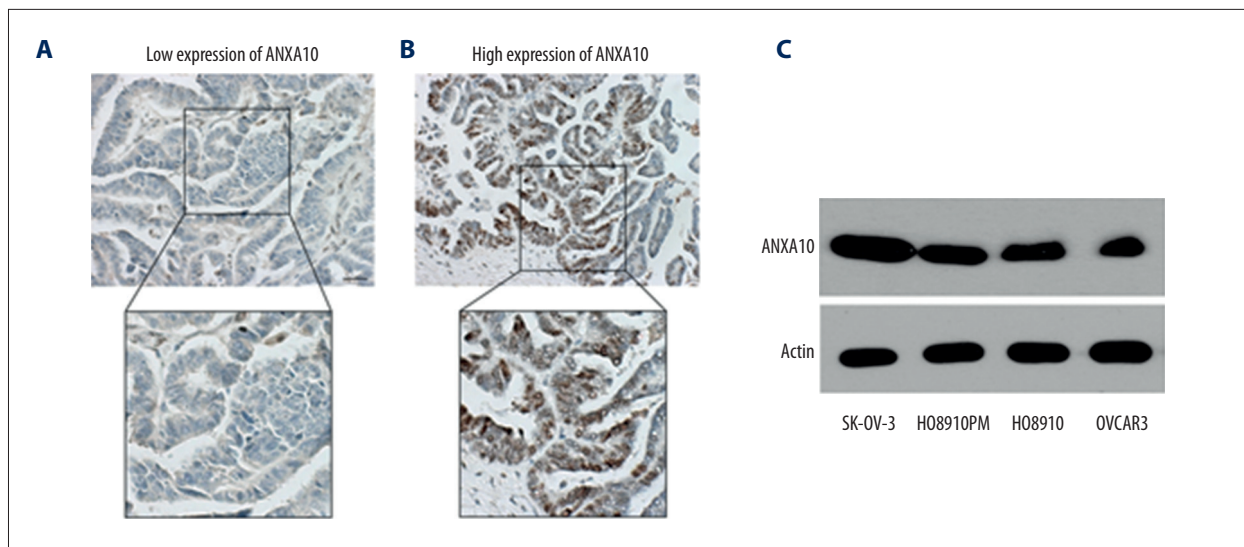 A
Low expression of ANXA10
B
High expression of ANXA10
C
ANXA10
Actin
SK-OV-3 HO8910PM HO8910 OVCAR3